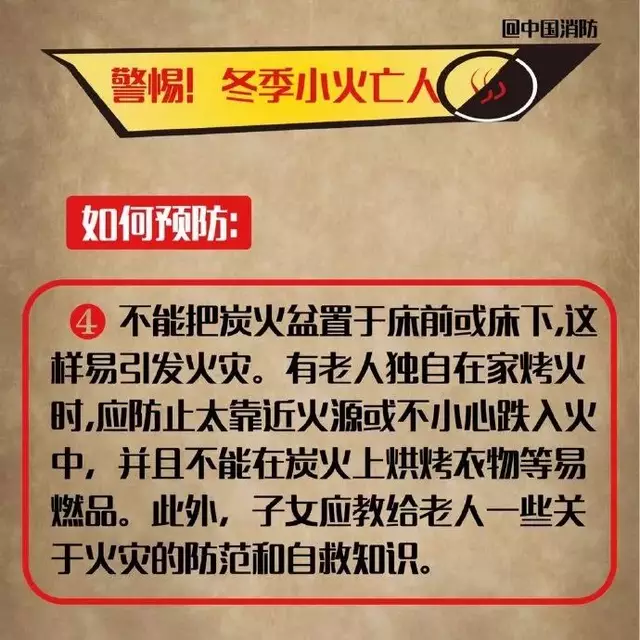 @中国消防
警惕！冬季小火亡人
如何预防:
❹ 不能把炭火盆置于床前或床下,这
样易引发火灾。有老人独自在家烤火
时,应防止太靠近火源或不小心跌入火
中，并且不能在炭火上烘烤衣物等易
燃品。此外，子女应教给老人一些关
于火灾的防范和自救知识。